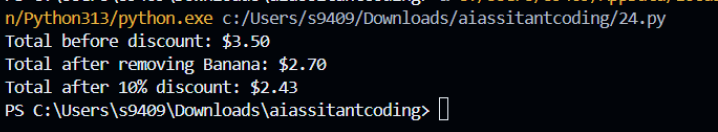 n/Python313/python.exe c:/Users/s9409/Downloads/aiassitantcoding/24.py
Total before discount: $3.50
Total after removing Banana: $2.70
Total after 10% discount: $2.43
PS C:\Users\s9409\Downloads\aiassitantcoding>